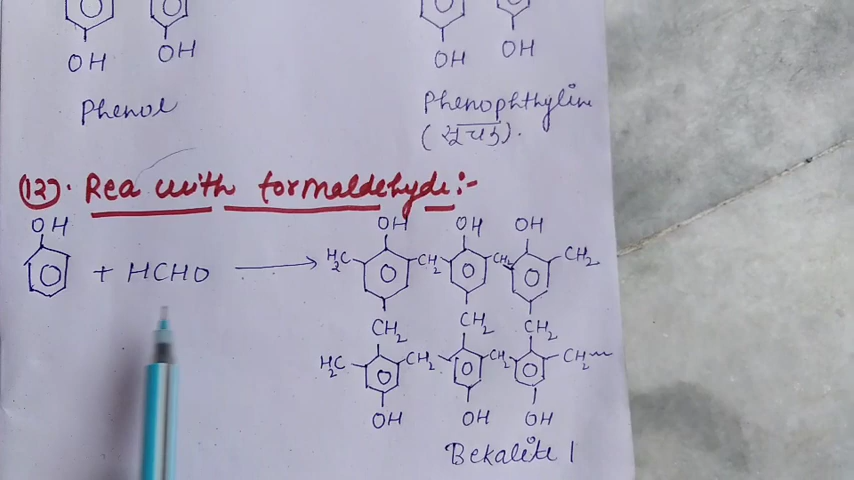 OH OH OH OH
Phenol
Phenophthyline
(सूचक).
(12). Rea with formaldehyde:-
OH OH OH OH
H₂C CH₂ CH₂ CH₂
+ HCHO
CH₂ CH₂ CH₂
H₂C CH₂ CH₂ CH₂
OH OH OH
Bekalite